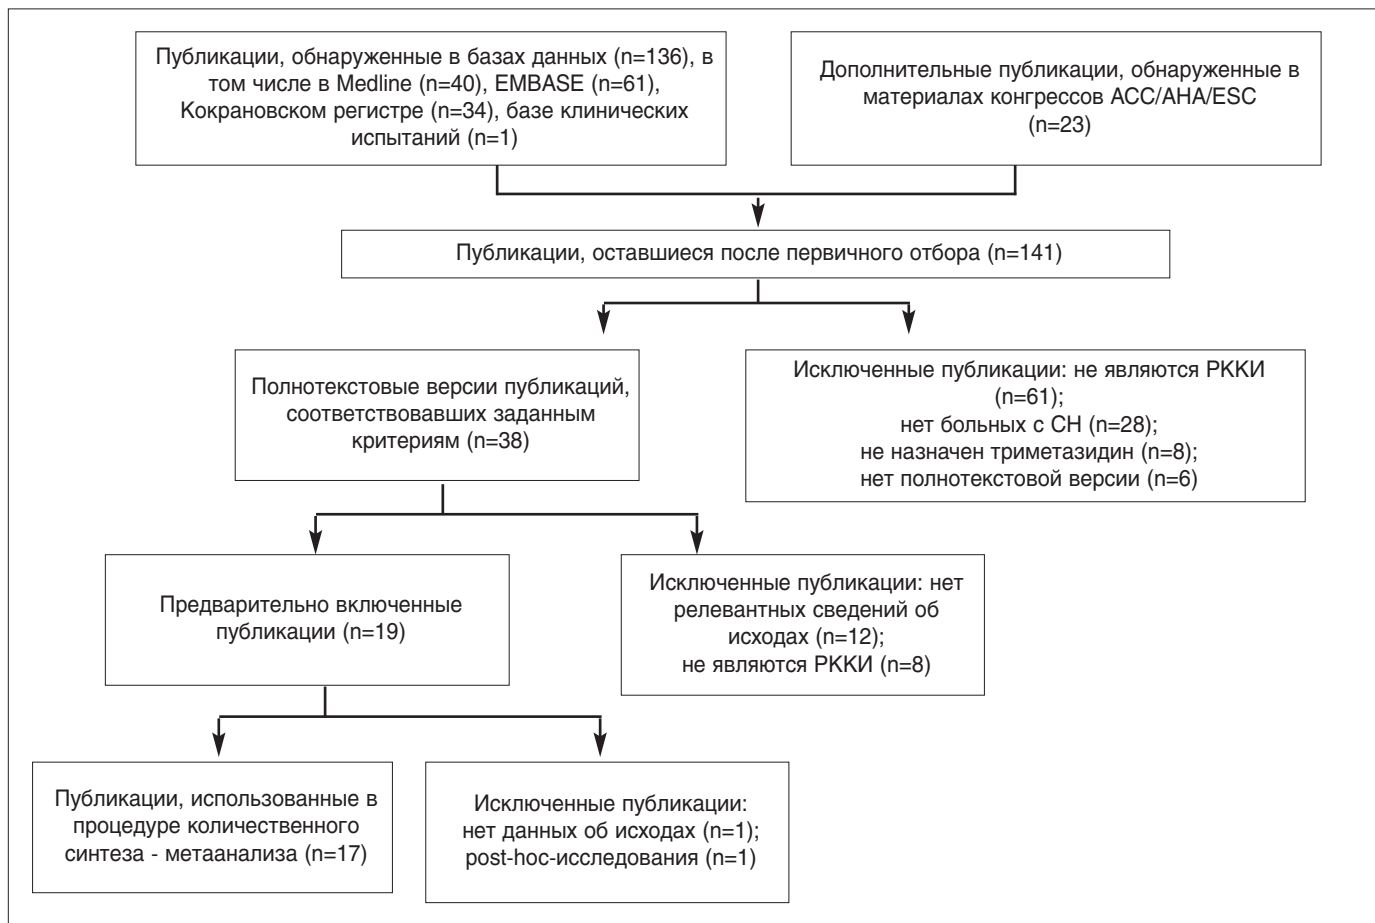 Публикации, обнаруженные в базах данных (n=136), в
том числе в Medline (n=40), EMBASE (n=61),
Кокрановском регистре (n=34), базе клинических
испытаний (n=1)
Дополнительные публикации, обнаруженные в
материалах конгрессов ACC/AHA/ESC
(n=23)
Публикации, оставшиеся после первичного отбора (n=141)
Полнотекстовые версии публикаций,
соответствовавших заданным
критериям (n=38)
Исключенные публикации: не являются РККИ
(n=61);
нет больных с СН (n=28);
не назначен триметазидин (n=8);
нет полнотекстовой версии (n=6)
Предварительно включенные
публикации (n=19)
Исключенные публикации: нет
релевантных сведений об
исходах (n=12);
не являются РККИ (n=8)
Публикации, использованные в
процедуре количественного
синтеза - метаанализа (n=17)
Исключенные публикации:
нет данных об исходах (n=1);
post-hoc-исследования (n=1)